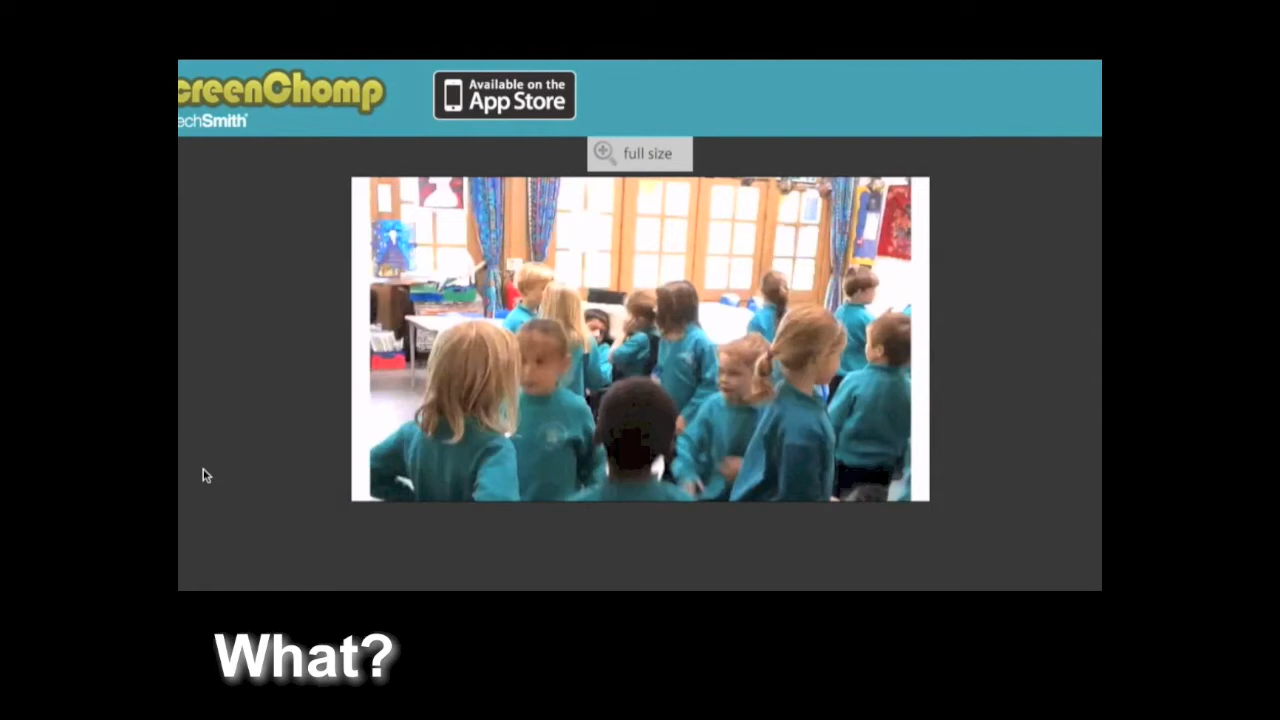 creenChomp
echSmith
Available on the
App Store
full size
What?